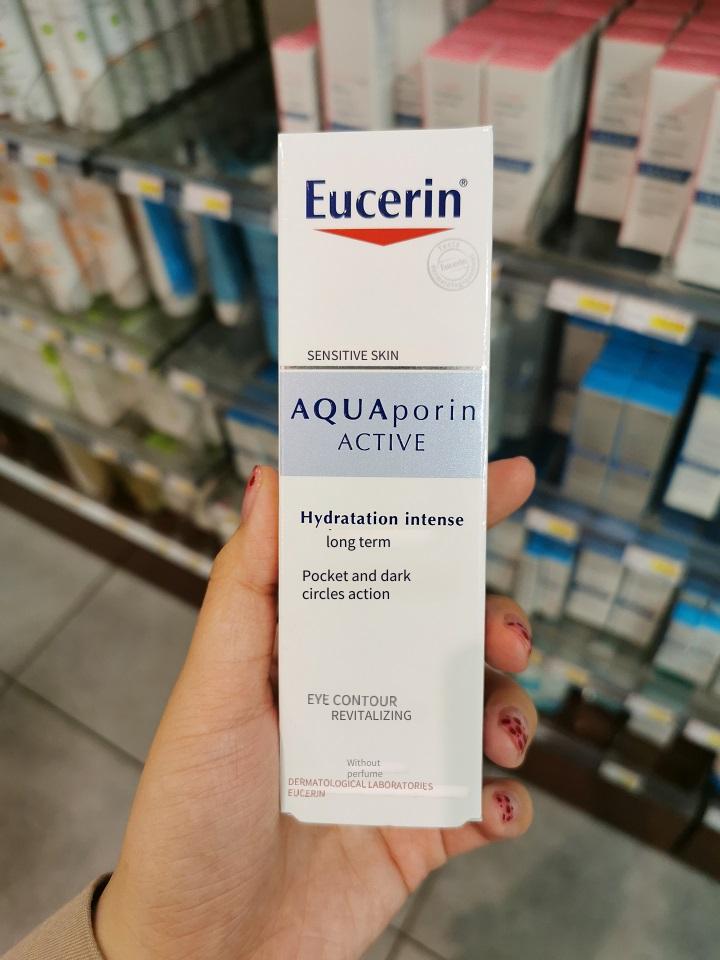 Eucerin®
Eucerin
SENSITIVE SKIN
AQUAporin
ACTIVE
Hydratation intense
long term
Pocket and dark
circles action
EYE CONTOUR
REVITALIZING
Without
perfume
DERMATOLOGICAL LABORATORIES
EUCERIN